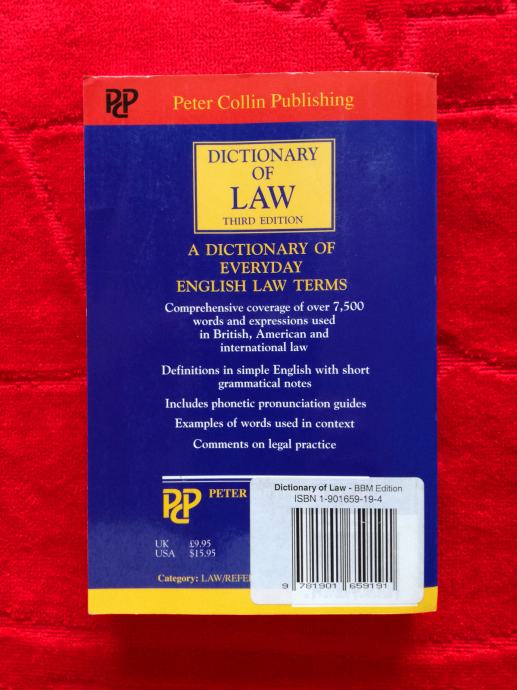 PCP Peter Collin Publishing
DICTIONARY
OF
LAW
THIRD EDITION
A DICTIONARY OF
EVERYDAY
ENGLISH LAW TERMS
Comprehensive coverage of over 7,500
words and expressions used
in British, American and
international law
Definitions in simple English with short
grammatical notes
Includes phonetic pronunciation guides
Examples of words used in context
Comments on legal practice
PCP PETER
UK £9.95
USA $15.95
Category: LAW/REFE
Dictionary of Law - BBM Edition
ISBN 1-901659-19-4
9 781901 659191